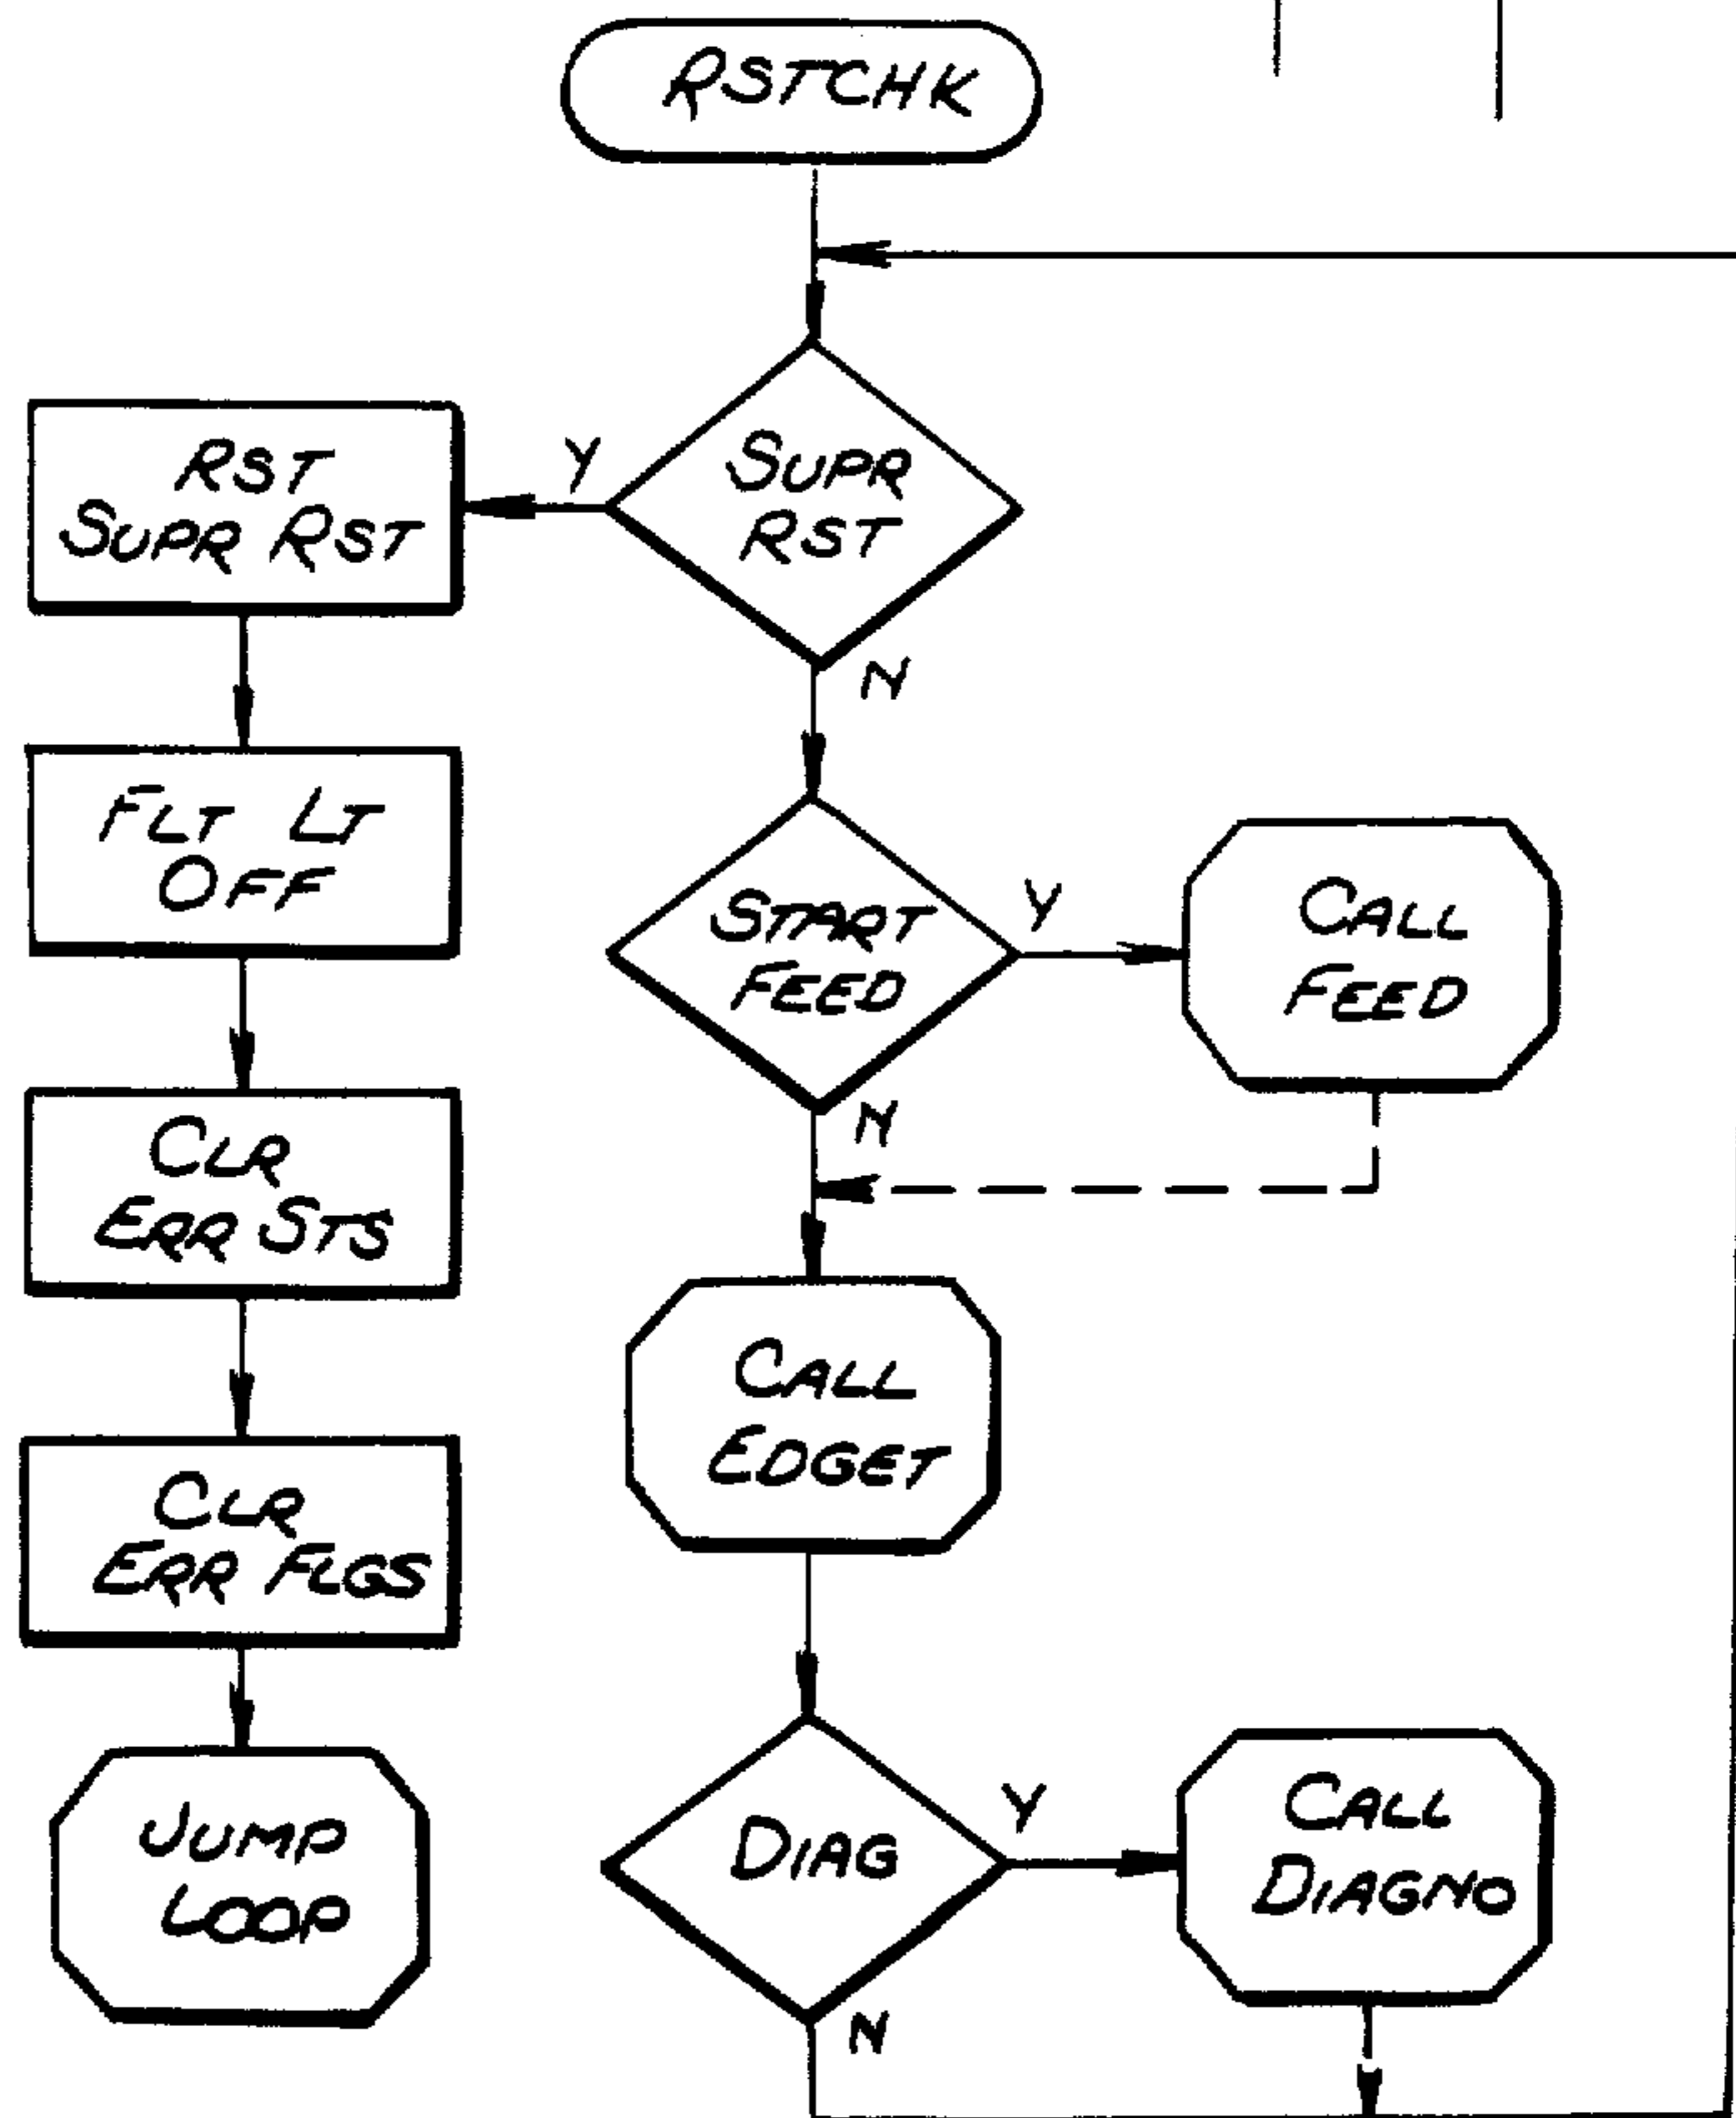 RSTCHK
SUPR
RST
Y
N
RST
SUPR RST
FLT LT
OFF
CLR
ERR STS
CLR
ERR FLGS
JUMP
LOOP
START
FEED
Y
N
CALL
FEED
CALL
EDGET
DIAG
Y
N
CALL
DIAGNO